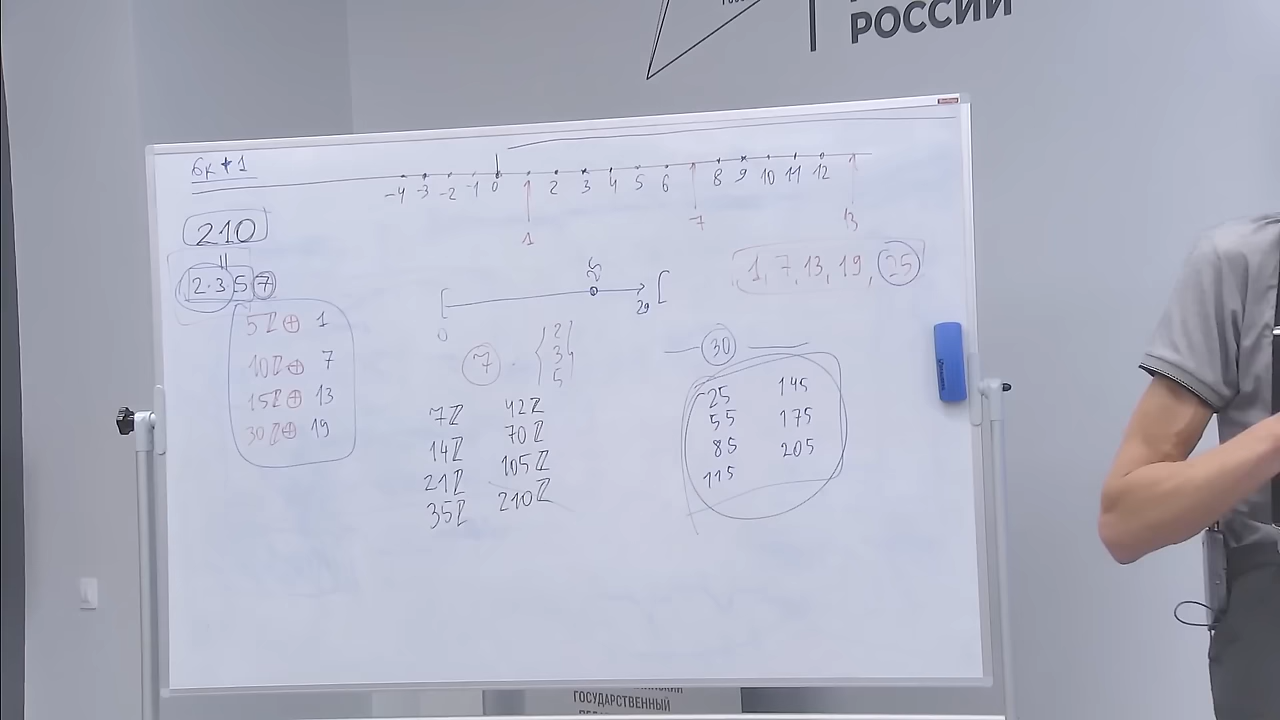 РОССИИ
6к+1
-4 -3 -2 -1 0 1 2 3 4 5 6 8 9 10 11 12
1 7 13
210
2·3 5 7
1, 7, 13, 19, 25
0 25 29
5ℤ ⊕ 1
10ℤ ⊕ 7
15ℤ ⊕ 13
30ℤ ⊕ 19
7 · { 2 3 5 }
7ℤ 42ℤ
14ℤ 70ℤ
21ℤ 105ℤ
35ℤ 210ℤ
30
25 145
55 175
85 205
115
ГОСУДАРСТВЕННЫЙ